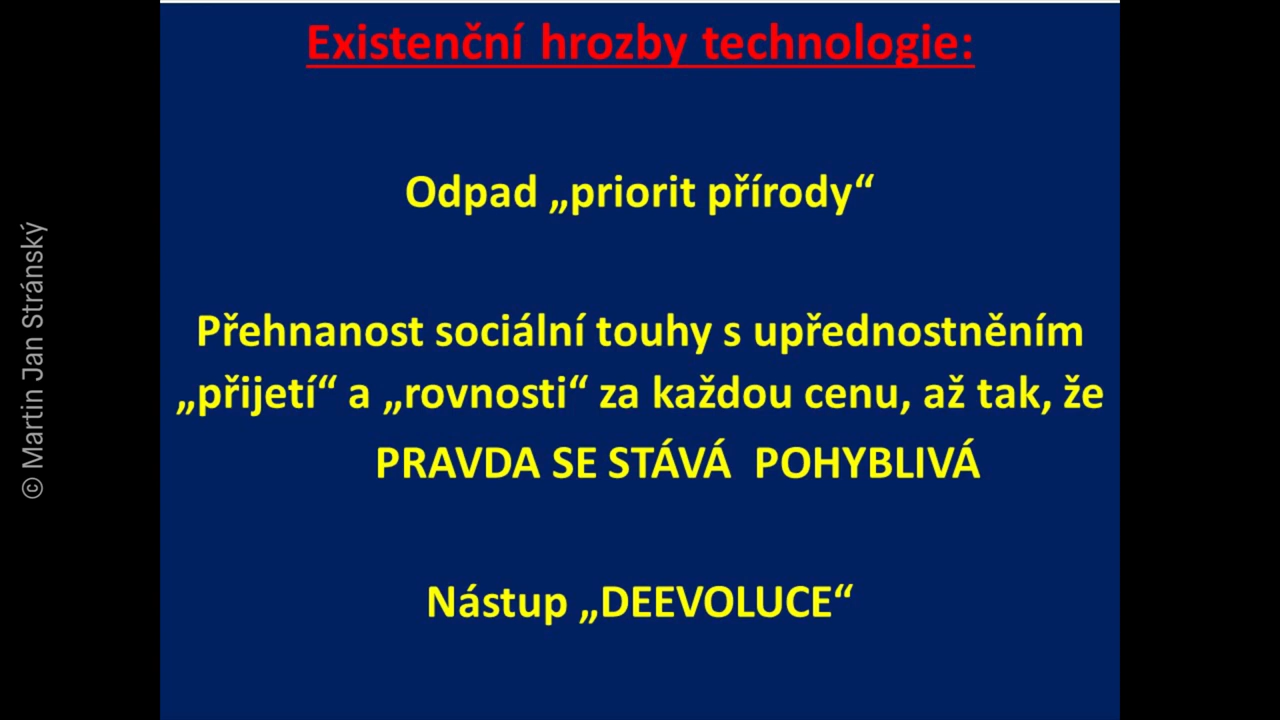 Existenční hrozby technologie:
Odpad „priorit přírody“
Přehnanost sociální touhy s upřednostněním
„přijetí“ a „rovnosti“ za každou cenu, až tak, že
PRAVDA SE STÁVÁ  POHYBLIVÁ
Nástup „DEEVOLUCE“
© Martin Jan Stránský